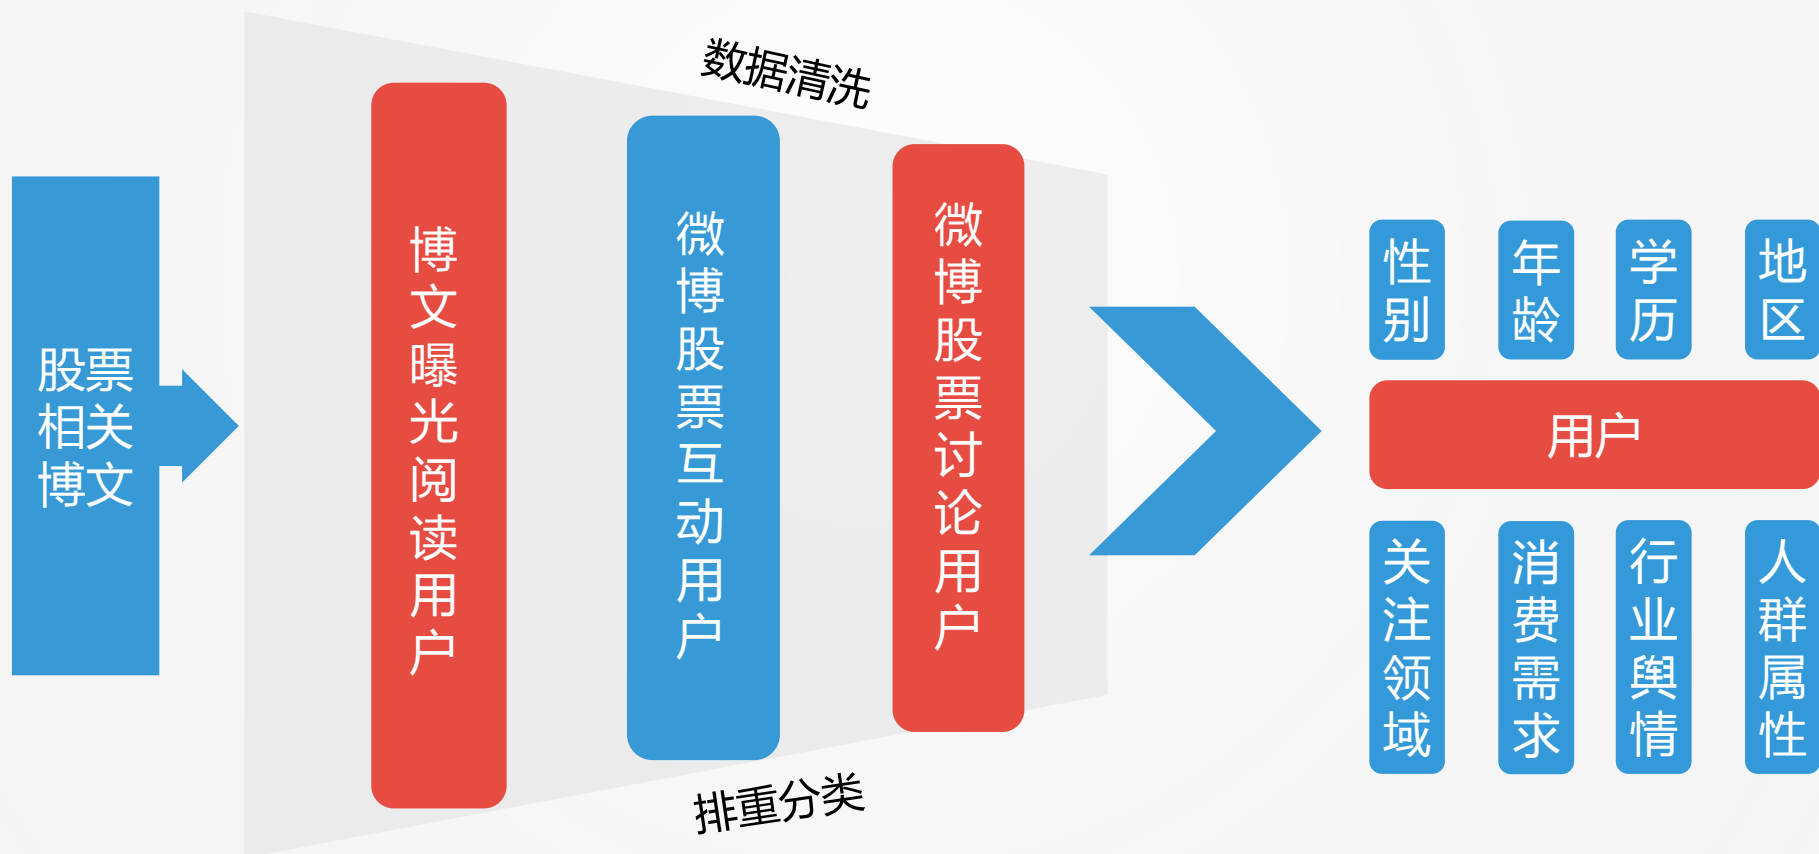 数据清洗
股票
相关
博文
博文曝光阅读用户
微博股票互动用户
微博股票讨论用户
排重分类
性别
年龄
学历
地区
用户
关注领域
消费需求
行业舆情
人群属性